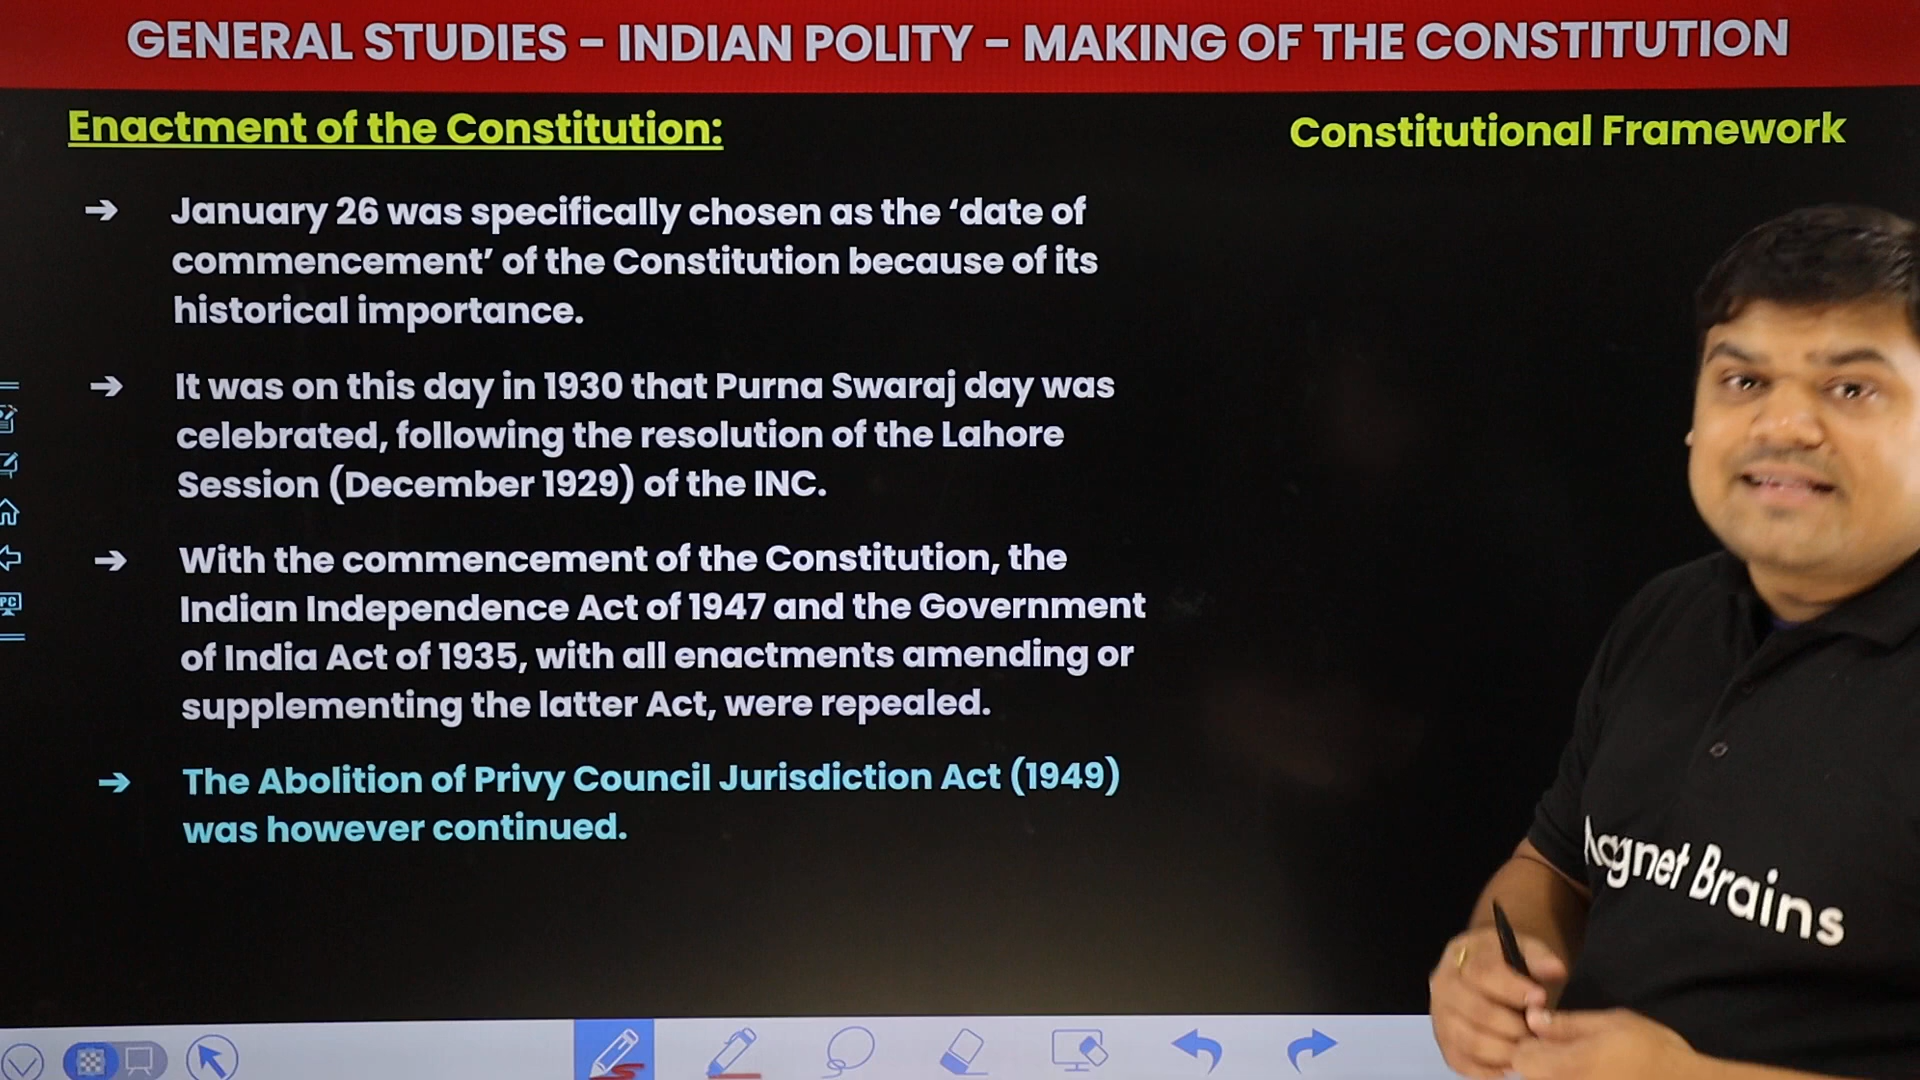 GENERAL STUDIES – INDIAN POLITY – MAKING OF THE CONSTITUTION
Enactment of the Constitution:
Constitutional Framework
➔ January 26 was specifically chosen as the ‘date of
commencement’ of the Constitution because of its
historical importance.
➔ It was on this day in 1930 that Purna Swaraj day was
celebrated, following the resolution of the Lahore
Session (December 1929) of the INC.
➔ With the commencement of the Constitution, the
Indian Independence Act of 1947 and the Government
of India Act of 1935, with all enactments amending or
supplementing the latter Act, were repealed.
➔ The Abolition of Privy Council Jurisdiction Act (1949)
was however continued.
PC
Brains